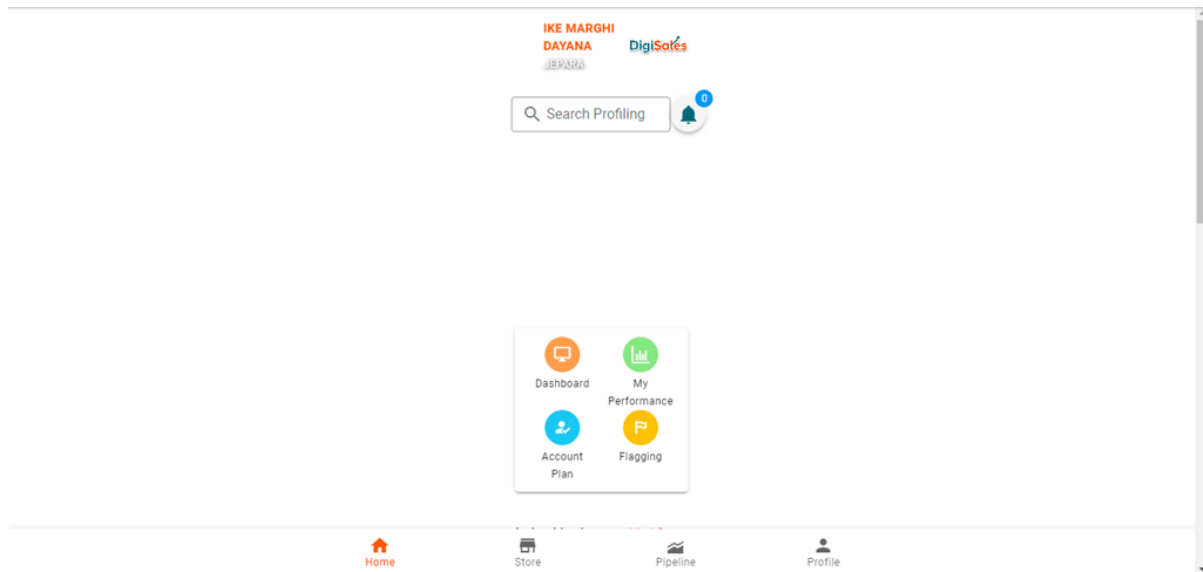 IKE MARGHI
DAYANA
JEPARA
DigiSales
Search Profiling
0
Dashboard
My
Performance
Account
Plan
Flagging
Home
Store
Pipeline
Profile